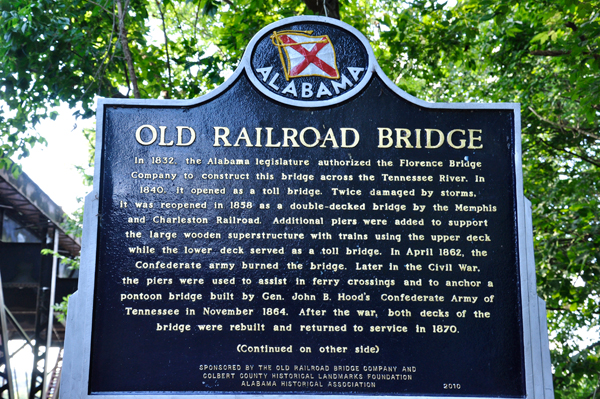 ALABAMA
OLD RAILROAD BRIDGE
In 1832, the Alabama legislature authorized the Florence Bridge
Company to construct this bridge across the Tennessee River. In
1840, it opened as a toll bridge. Twice damaged by storms,
it was reopened in 1858 as a double-decked bridge by the Memphis
and Charleston Railroad. Additional piers were added to support
the large wooden superstructure with trains using the upper deck
while the lower deck served as a toll bridge. In April 1862, the
Confederate army burned the bridge. Later in the Civil War,
the piers were used to assist in ferry crossings and to anchor a
pontoon bridge built by Gen. John B. Hood's Confederate Army of
Tennessee in November 1864. After the war, both decks of the
bridge were rebuilt and returned to service in 1870.
(Continued on other side)
SPONSORED BY THE OLD RAILROAD BRIDGE COMPANY AND
COLBERT COUNTY HISTORICAL LANDMARKS FOUNDATION
ALABAMA HISTORICAL ASSOCIATION 2010